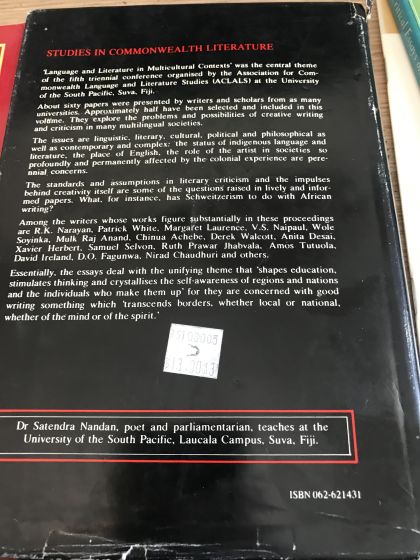 STUDIES IN COMMONWEALTH LITERATURE
'Language and Literature in Multicultural Contexts' was the central theme
of the fifth triennial conference organised by the Association for Com-
monwealth Language and Literature Studies (ACLALS) at the University
of the South Pacific, Suva, Fiji.
About sixty papers were presented by writers and scholars from as many
universities. Approximately half have been selected and included in this
volume. They explore the problems and possibilities of creative writing
and criticism in many multilingual societies.
The issues are linguistic, literary, cultural, political and philosophical as
well as contemporary and complex: the status of indigenous language and
literature, the place of English, the role of the artist in societies so
profoundly and permanently affected by the colonial experience are pere-
nnial concerns.
The standards and assumptions in literary criticism and the impulses
behind creativity itself are some of the questions raised in lively and infor-
med papers. What, for instance, has Schweitzerism to do with African
writing?
Among the writers whose works figure substantially in these proceedings
are R.K. Narayan, Patrick White, Margaret Laurence, V.S. Naipaul, Wole
Soyinka, Mulk Raj Anand, Chinua Achebe, Derek Walcott, Anita Desai,
Xavier Herbert, Samuel Selvon, Ruth Prawar Jhabvala, Amos Tutuola,
David Ireland, D.O. Fagunwa, Nirad Chaudhuri and others.
Essentially, the essays deal with the unifying theme that 'shapes education,
stimulates thinking and crystallises the self-awareness of regions and nations
and the individuals who make them up' for they are concerned with good
writing something which 'transcends borders, whether local or national,
whether of the mind or of the spirit.'
Dr Satendra Nandan, poet and parliamentarian, teaches at the
University of the South Pacific, Laucala Campus, Suva, Fiji.
ISBN 062-621431